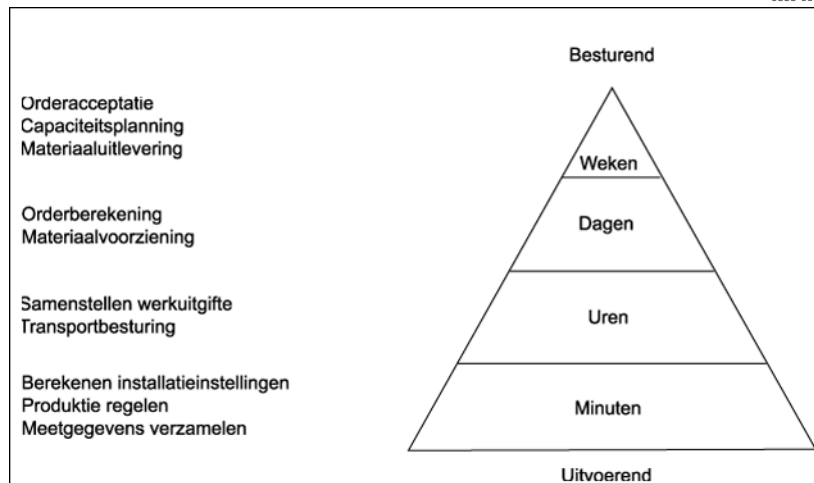 Besturend
Orderacceptatie
Capaciteitsplanning
Materiaaluitlevering
Weken
Orderberekening
Materiaalvoorziening
Dagen
Samenstellen werkuitgifte
Transportbesturing
Uren
Berekenen installatieinstellingen
Produktie regelen
Meetgegevens verzamelen
Minuten
Uitvoerend